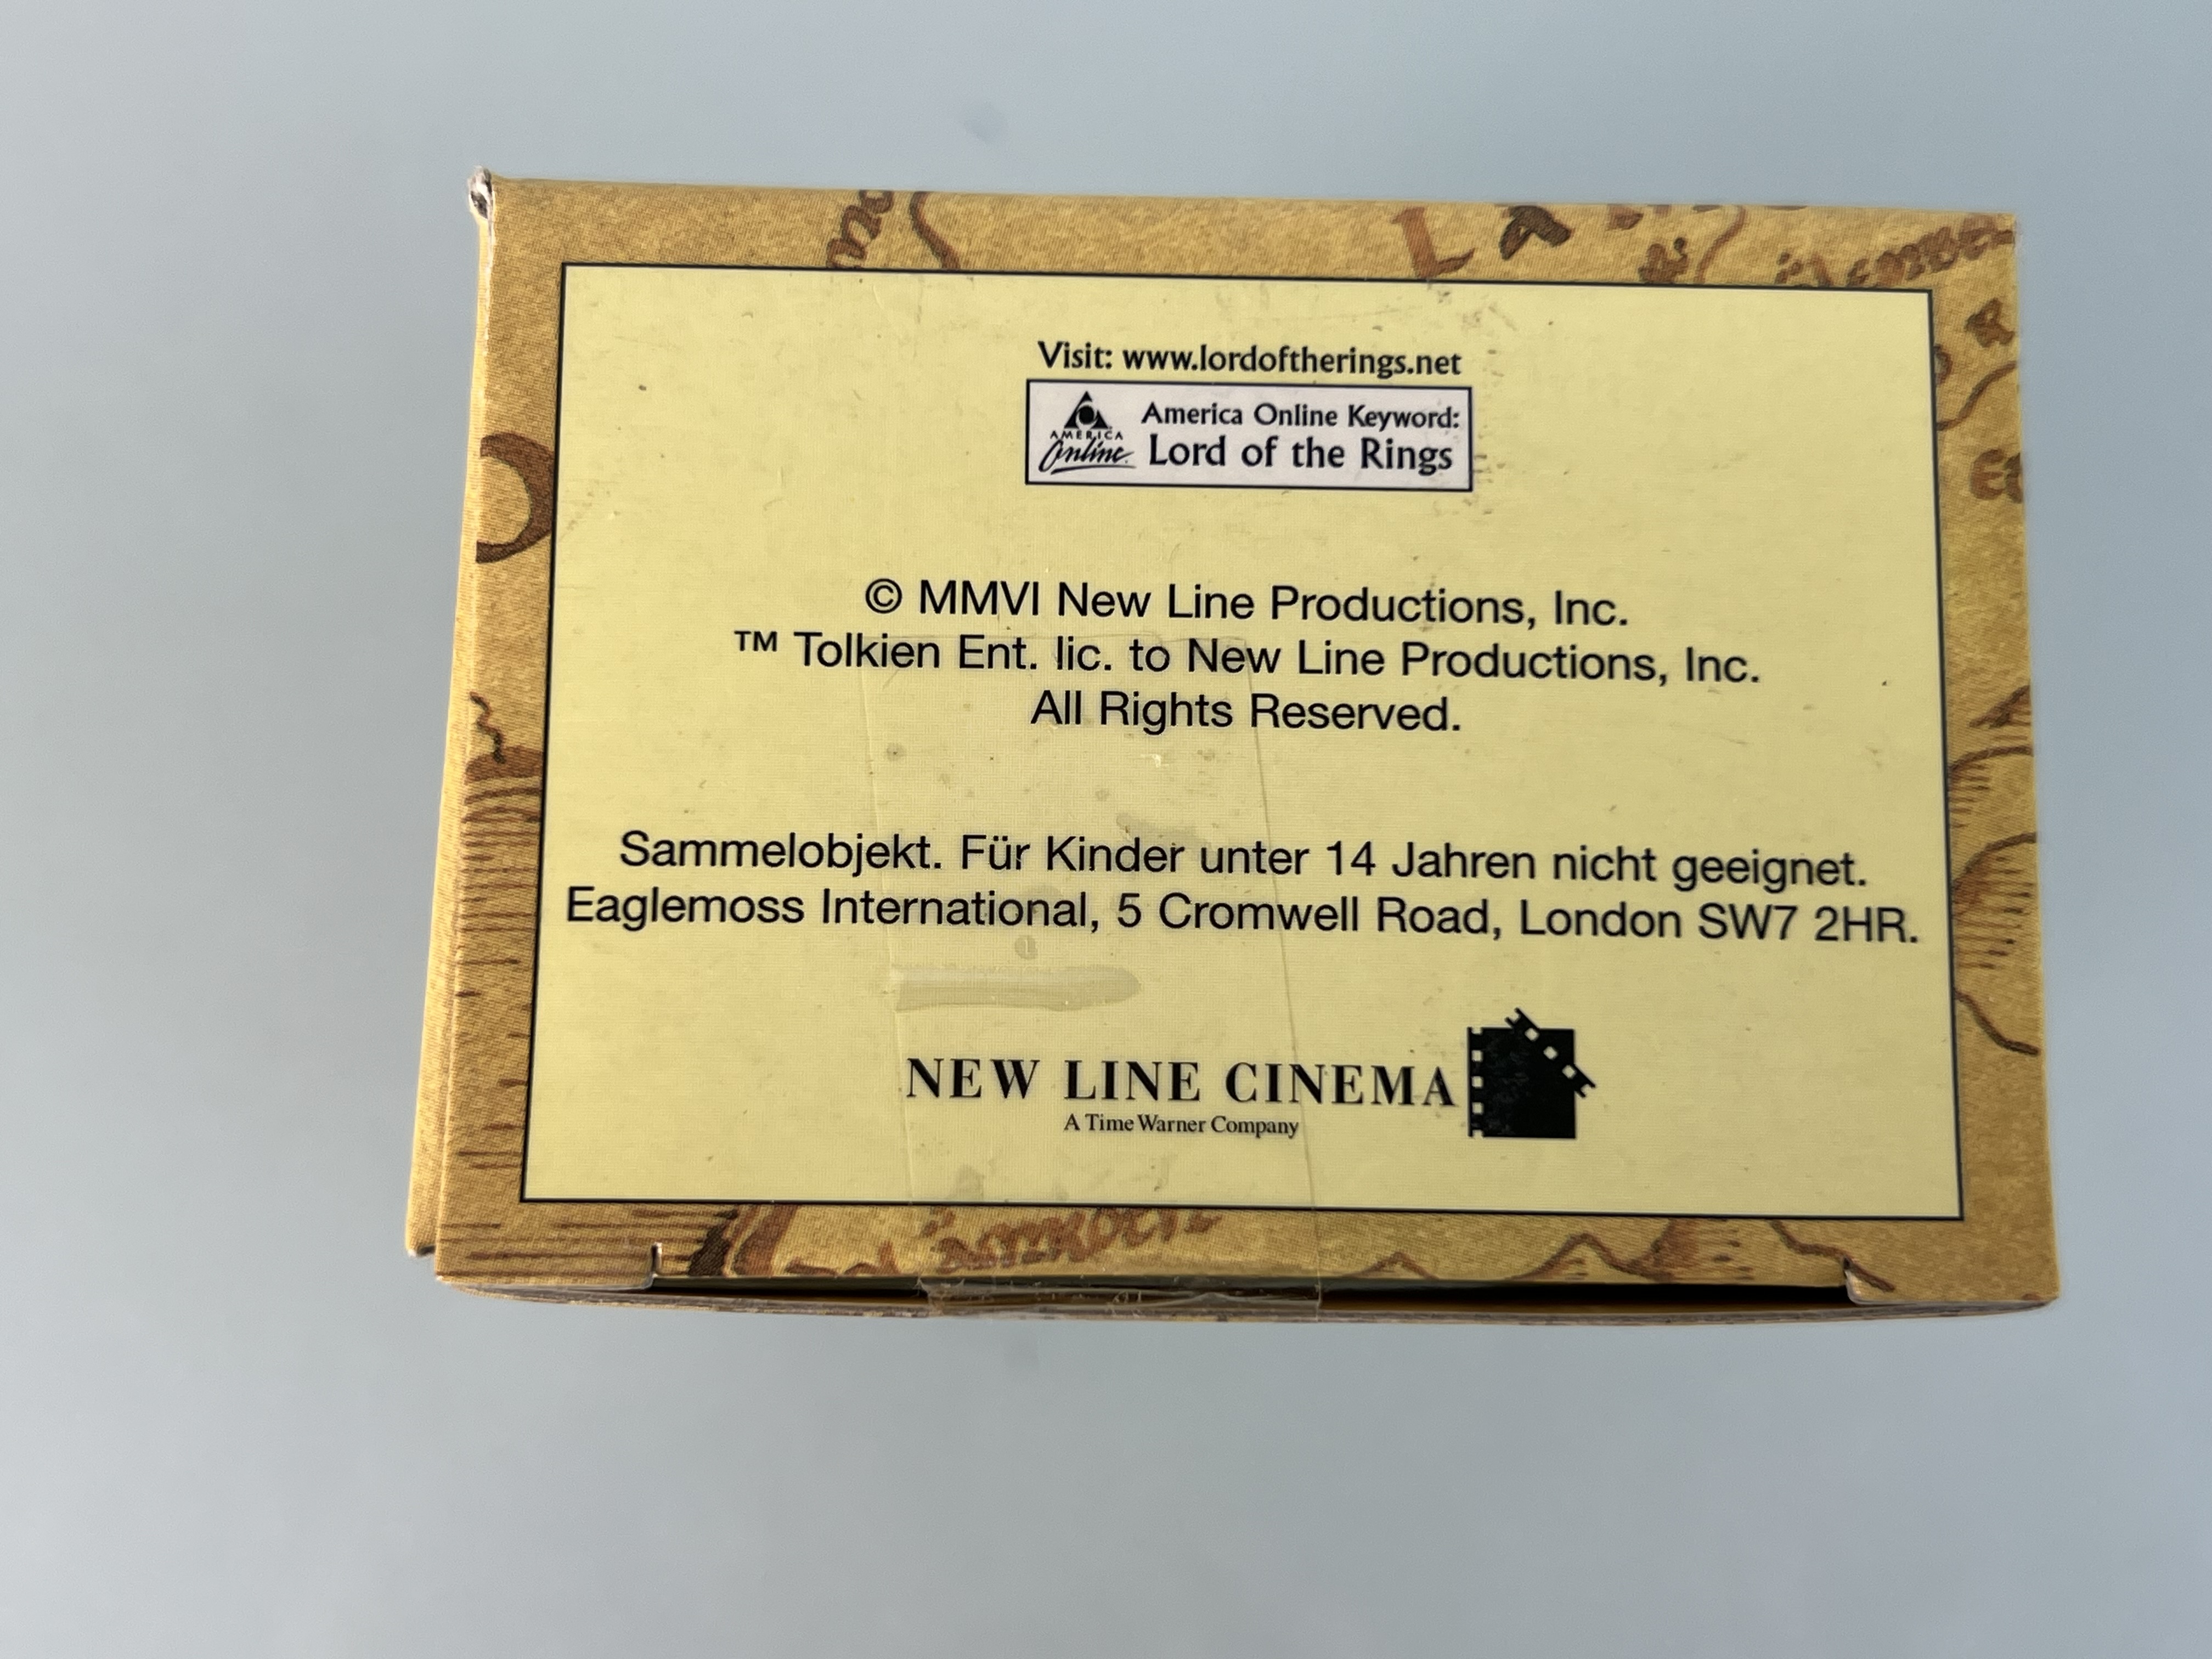 Visit: www.lordoftherings.net
America Online Keyword:
AMERICA
Online
Lord of the Rings
© MMVI New Line Productions, Inc.
™ Tolkien Ent. lic. to New Line Productions, Inc.
All Rights Reserved.
Sammelobjekt. Für Kinder unter 14 Jahren nicht geeignet.
Eaglemoss International, 5 Cromwell Road, London SW7 2HR.
NEW LINE CINEMA
A Time Warner Company